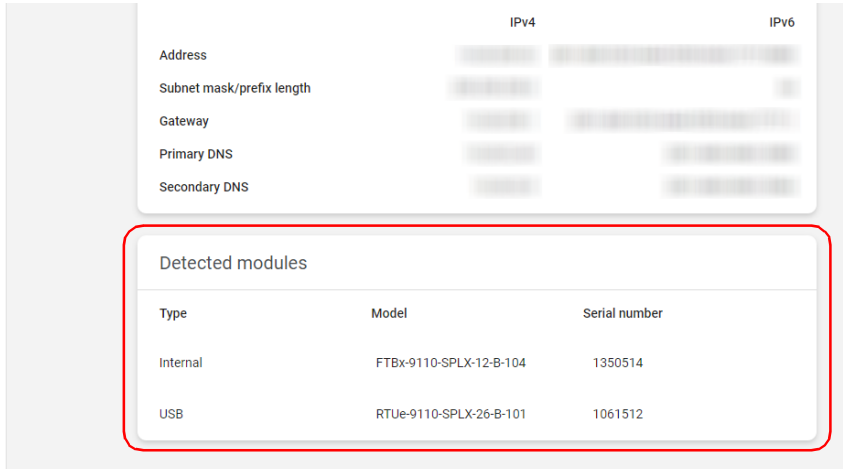 IPv4 IPv6
Address
Subnet mask/prefix length
Gateway
Primary DNS
Secondary DNS
Detected modules
Type Model Serial number
Internal FTBx-9110-SPLX-12-B-104 1350514
USB RTUe-9110-SPLX-26-B-101 1061512